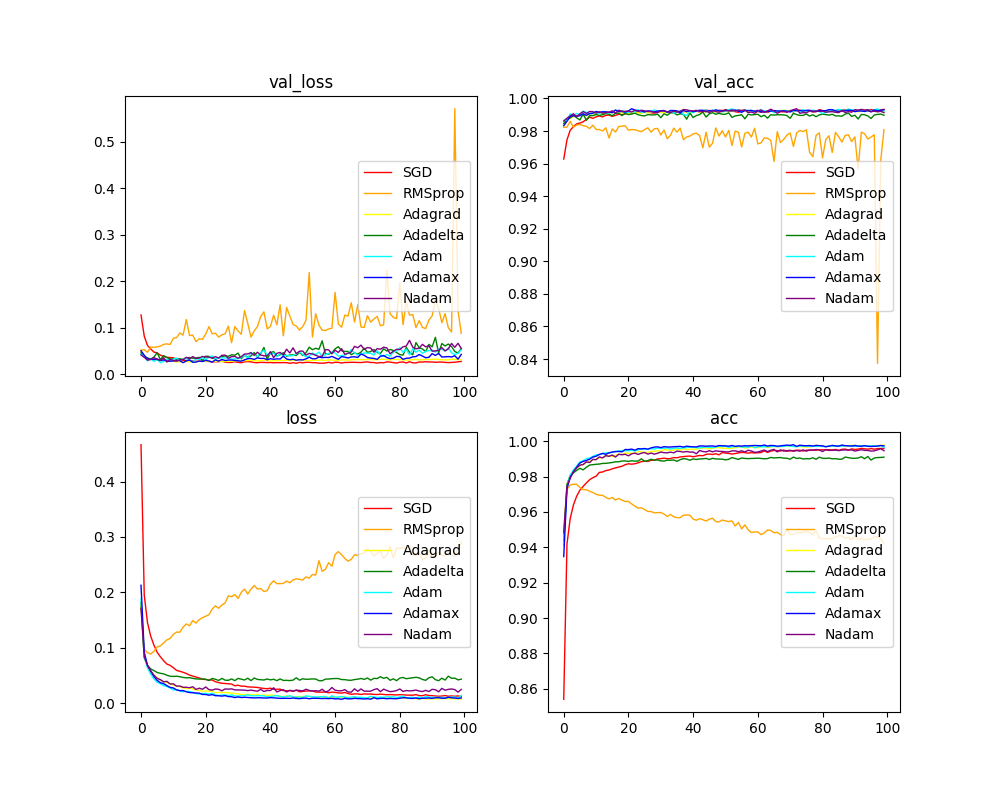 val_loss
0.5
0.4
0.3
0.2
0.1
0.0
0 20 40 60 80 100
SGD
RMSprop
Adagrad
Adadelta
Adam
Adamax
Nadam
val_acc
1.00
0.98
0.96
0.94
0.92
0.90
0.88
0.86
0.84
0 20 40 60 80 100
SGD
RMSprop
Adagrad
Adadelta
Adam
Adamax
Nadam
loss
0.4
0.3
0.2
0.1
0.0
0 20 40 60 80 100
SGD
RMSprop
Adagrad
Adadelta
Adam
Adamax
Nadam
acc
1.00
0.98
0.96
0.94
0.92
0.90
0.88
0.86
0 20 40 60 80 100
SGD
RMSprop
Adagrad
Adadelta
Adam
Adamax
Nadam